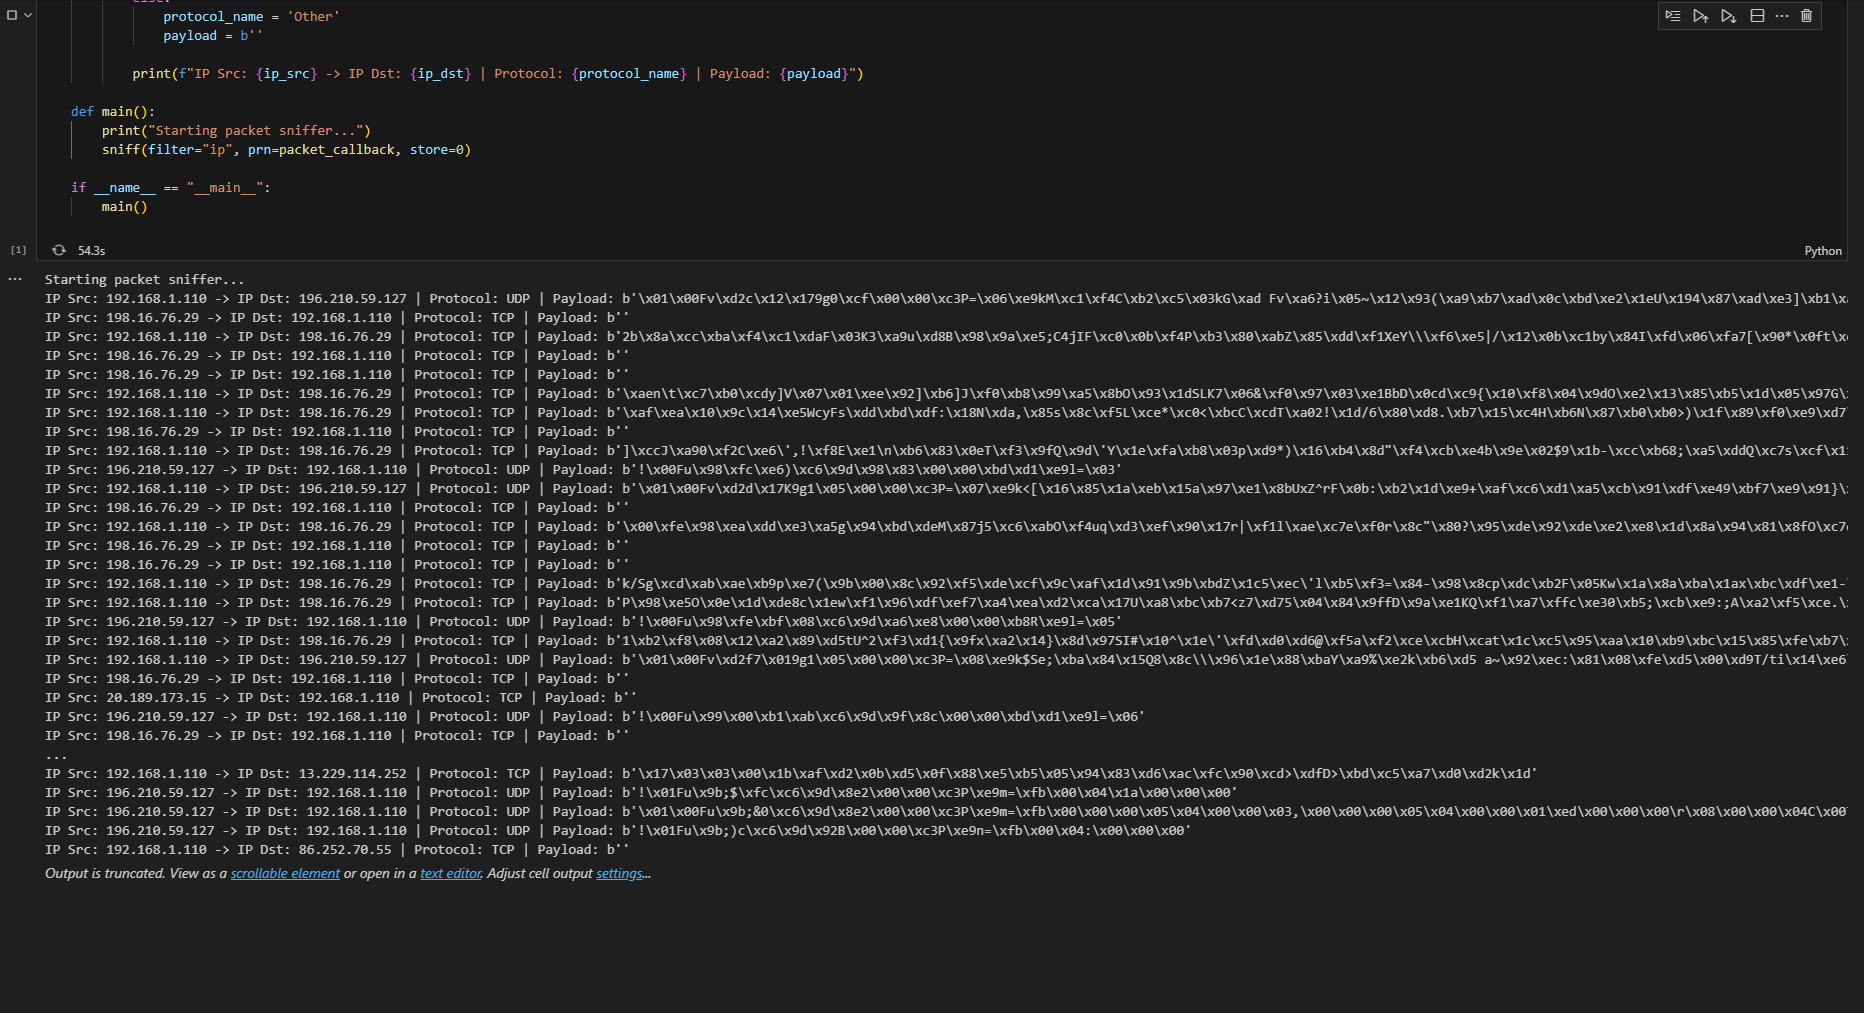 else:
protocol_name = 'Other'
payload = b''
print(f"IP Src: {ip_src} -> IP Dst: {ip_dst} | Protocol: {protocol_name} | Payload: {payload}")
def main():
print("Starting packet sniffer...")
sniff(filter="ip", prn=packet_callback, store=0)
if __name__ == "__main__":
main()
[1] 54.3s
Python
Starting packet sniffer...
IP Src: 192.168.1.110 -> IP Dst: 196.210.59.127 | Protocol: UDP | Payload: b'\x01\x00Fv\xd2c\x12\x179g0\xcf\x00\x00\xc3P=\x06\xe9kM\xc1\xf4C\xb2\xc5\x03kG\xad Fv\xa6?i\x05~\x12\x93(\xa9\xb7\xad\x0c\xbd\xe2\x1eU\x194\x87\xad\xe3]\xb1\x
IP Src: 198.16.76.29 -> IP Dst: 192.168.1.110 | Protocol: TCP | Payload: b''
IP Src: 192.168.1.110 -> IP Dst: 198.16.76.29 | Protocol: TCP | Payload: b'2b\x8a\xcc\xba\xf4\xc1\xdaF\x03K3\xa9u\xd8B\x98\x9a\xe5;C4jIF\xc0\x0b\xf4P\xb3\x80\xabZ\x85\xdd\xf1XeY\\\xf6\xe5|/\x12\x0b\xc1by\x84I\xfd\x06\xfa7[\x90*\x0ft\x
IP Src: 198.16.76.29 -> IP Dst: 192.168.1.110 | Protocol: TCP | Payload: b''
IP Src: 198.16.76.29 -> IP Dst: 192.168.1.110 | Protocol: TCP | Payload: b''
IP Src: 192.168.1.110 -> IP Dst: 198.16.76.29 | Protocol: TCP | Payload: b'\xaen\t\xc7\xb0\xcdy]V\x07\x01\xee\x92]\xb6]J\xf0\xb8\x99\xa5\x8bO\x93\x1dSLK7\x06&\xf0\x97\x03\xe1BbD\x0cd\xc9{\x10\xf8\x04\x9dO\xe2\x13\x85\xb5\x1d\x05\x97G\
IP Src: 192.168.1.110 -> IP Dst: 198.16.76.29 | Protocol: TCP | Payload: b'\xaf\xea\x10\x9c\x14\xe5WcyFs\xdd\xbd\xdf:\x18N\xda,\x85s\x8c\xf5L\xce*\xc0<\xbcC\xcdT\xa02!\x1d/6\x80\xd8.\xb7\x15\xc4H\xb6N\x87\xb0\xb0>)\x1f\x89\xf0\xe9\xd7
IP Src: 198.16.76.29 -> IP Dst: 192.168.1.110 | Protocol: TCP | Payload: b''
IP Src: 192.168.1.110 -> IP Dst: 198.16.76.29 | Protocol: TCP | Payload: b']\xccJ\xa90\xf2C\xe6\',!\xf8E\xe1\n\xb6\x83\x0eT\xf3\x9fQ\x9d\'Y\x1e\xfa\xb8\x03p\xd9*)\x16\xb4\x8d"\xf4\xcb\xe4b\x9e\x02$9\x1b-\xcc\xb68;\xa5\xddQ\xc7s\xcf\x1
IP Src: 196.210.59.127 -> IP Dst: 192.168.1.110 | Protocol: UDP | Payload: b'!\x00Fu\x98\xfc\xe6)\xc6\x9d\x98\x83\x00\x00\xbd\xd1\xe9l=\x03'
IP Src: 192.168.1.110 -> IP Dst: 196.210.59.127 | Protocol: UDP | Payload: b'\x01\x00Fv\xd2d\x17K9g1\x05\x00\x00\xc3P=\x07\xe9k<[\x16\x85\x1a\xeb\x15a\x97\xe1\x8bUxZ^rF\x0b:\xb2\x1d\xe9+\xaf\xc6\xd1\xa5\xcb\x91\xdf\xe49\xbf7\xe9\x91}\
IP Src: 198.16.76.29 -> IP Dst: 192.168.1.110 | Protocol: TCP | Payload: b''
IP Src: 192.168.1.110 -> IP Dst: 198.16.76.29 | Protocol: TCP | Payload: b'\x00\xfe\x98\xea\xdd\xe3\xa5g\x94\xbd\xdeM\x87j5\xc6\xabO\xf4uq\xd3\xef\x90\x17r|\xf1l\xae\xc7e\xf0r\x8c"\x80?\x95\xde\x92\xde\xe2\xe8\x1d\x8a\x94\x81\x8fO\xc7
IP Src: 198.16.76.29 -> IP Dst: 192.168.1.110 | Protocol: TCP | Payload: b''
IP Src: 198.16.76.29 -> IP Dst: 192.168.1.110 | Protocol: TCP | Payload: b''
IP Src: 192.168.1.110 -> IP Dst: 198.16.76.29 | Protocol: TCP | Payload: b'k/Sg\xcd\xab\xae\xb9p\xe7(\x9b\x00\x8c\x92\xf5\xde\xcf\x9c\xaf\x1d\x91\x9b\xbdZ\x1c5\xec\'l\xb5\xf3=\x84-\x98\x8cp\xdc\xb2F\x05Kw\x1a\x8a\xba\x1ax\xbc\xdf\xe1-
IP Src: 192.168.1.110 -> IP Dst: 198.16.76.29 | Protocol: TCP | Payload: b'P\x98\xe5O\x0e\x1d\xde8c\x1ew\xf1\x96\xdf\xef7\xa4\xea\xd2\xca\x17U\xa8\xbc\xb7<z7\xd75\x04\x84\x9ffD\x9a\xe1KQ\xf1\xa7\xffc\xe30\xb5;\xcb\xe9:;A\xa2\xf5\xce.\
IP Src: 196.210.59.127 -> IP Dst: 192.168.1.110 | Protocol: UDP | Payload: b'!\x00Fu\x98\xfe\xbf\x08\xc6\x9d\xa6\xe8\x00\x00\xb8R\xe9l=\x05'
IP Src: 192.168.1.110 -> IP Dst: 198.16.76.29 | Protocol: TCP | Payload: b'1\xb2\xf8\x08\x12\xa2\x89\xd5tU^2\xf3\xd1{\x9fx\xa2\x14}\x8d\x97SI#\x10^\x1e\'\xfd\xd0\xd6@\xf5a\xf2\xce\xcbH\xcat\x1c\xc5\x95\xaa\x10\xb9\xbc\x15\x85\xfe\xb7\
IP Src: 192.168.1.110 -> IP Dst: 196.210.59.127 | Protocol: UDP | Payload: b'\x01\x00Fv\xd2f7\x019g1\x05\x00\x00\xc3P=\x08\xe9k$Se;\xba\x84\x15Q8\x8c\\\x96\x1e\x88\xbaY\xa9%\xe2k\xb6\xd5 a~\x92\xec:\x81\x08\xfe\xd5\x00\xd9T/ti\x14\xe6
IP Src: 198.16.76.29 -> IP Dst: 192.168.1.110 | Protocol: TCP | Payload: b''
IP Src: 20.189.173.15 -> IP Dst: 192.168.1.110 | Protocol: TCP | Payload: b''
IP Src: 196.210.59.127 -> IP Dst: 192.168.1.110 | Protocol: UDP | Payload: b'!\x00Fu\x99\x00\xb1\xab\xc6\x9d\x9f\x8c\x00\x00\xbd\xd1\xe9l=\x06'
IP Src: 198.16.76.29 -> IP Dst: 192.168.1.110 | Protocol: TCP | Payload: b''
...
IP Src: 192.168.1.110 -> IP Dst: 13.229.114.252 | Protocol: TCP | Payload: b'\x17\x03\x03\x00\x1b\xaf\xd2\x0b\xd5\x0f\x88\xe5\xb5\x05\x94\x83\xd6\xac\xfc\x90\xcd>\xdfD>\xbd\xc5\xa7\xd0\xd2k\x1d'
IP Src: 196.210.59.127 -> IP Dst: 192.168.1.110 | Protocol: UDP | Payload: b'!\x01Fu\x9b;$\xfc\xc6\x9d\x8e2\x00\x00\xc3P\xe9m=\xfb\x00\x04\x1a\x00\x00\x00'
IP Src: 196.210.59.127 -> IP Dst: 192.168.1.110 | Protocol: UDP | Payload: b'\x01\x00Fu\x9b;&0\xc6\x9d\x8e2\x00\x00\xc3P\xe9m=\xfb\x00\x00\x00\x05\x04\x00\x00\x03,\x00\x00\x00\x05\x04\x00\x00\x01\xed\x00\x00\x00\r\x08\x00\x00\x04C\x00
IP Src: 196.210.59.127 -> IP Dst: 192.168.1.110 | Protocol: UDP | Payload: b'!\x01Fu\x9b;)c\xc6\x9d\x92B\x00\x00\xc3P\xe9n=\xfb\x00\x04:\x00\x00\x00'
IP Src: 192.168.1.110 -> IP Dst: 86.252.70.55 | Protocol: TCP | Payload: b''
Output is truncated. View as a scrollable element or open in a text editor. Adjust cell output settings...